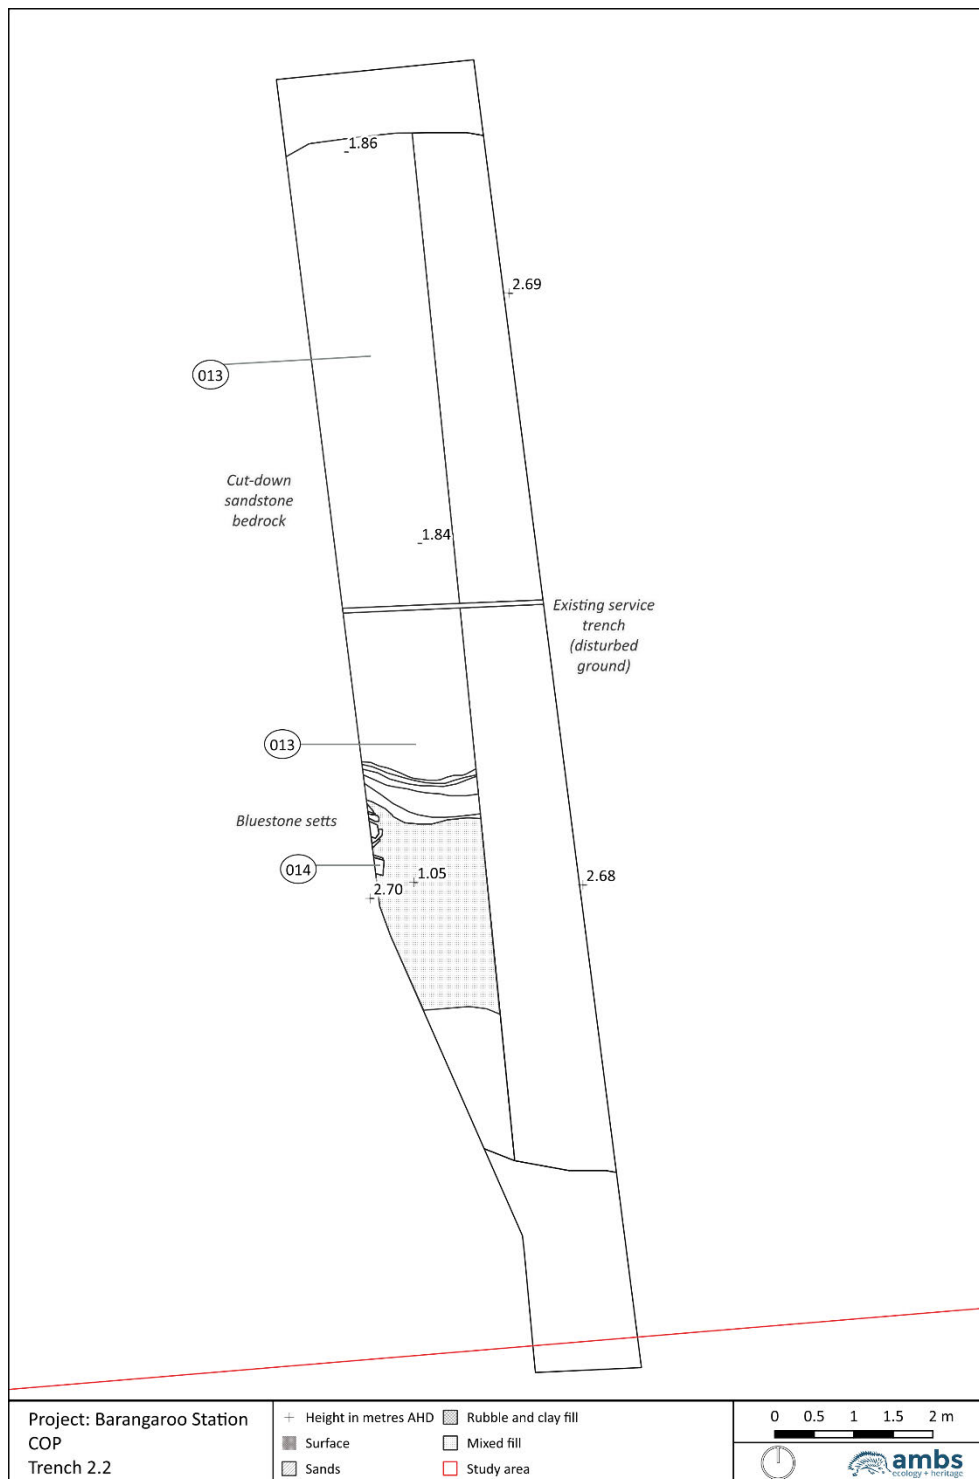 1.86
2.69
013
Cut-down
sandstone
bedrock
1.84
Existing service
trench
(disturbed
ground)
013
Bluestone setts
014
1.05
2.70
2.68
Project: Barangaroo Station
COP
Trench 2.2
Height in metres AHD
Surface
Sands
Rubble and clay fill
Mixed fill
Study area
0 0.5 1 1.5 2 m
ambs
ecology + heritage